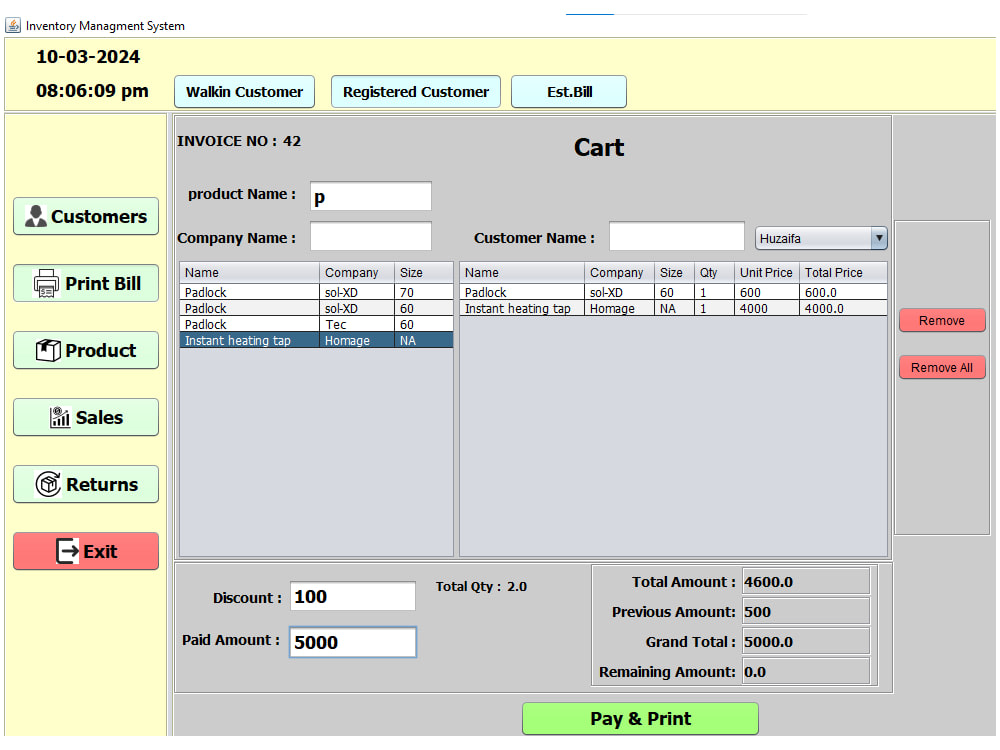 Inventory Managment System
10-03-2024
08:06:09 pm
Walkin Customer Registered Customer Est.Bill
INVOICE NO : 42
Cart
product Name : p
Company Name : Customer Name : Huzaifa
Customers
Print Bill
Product
Sales
Returns
Exit
Name Company Size
Padlock sol-XD 70
Padlock sol-XD 60
Padlock Tec 60
Instant heating tap Homage NA
Name Company Size Qty Unit Price Total Price
Padlock sol-XD 60 1 600 600.0
Instant heating tap Homage NA 1 4000 4000.0
Remove
Remove All
Discount : 100
Paid Amount : 5000
Total Qty : 2.0
Total Amount : 4600.0
Previous Amount: 500
Grand Total : 5000.0
Remaining Amount: 0.0
Pay & Print